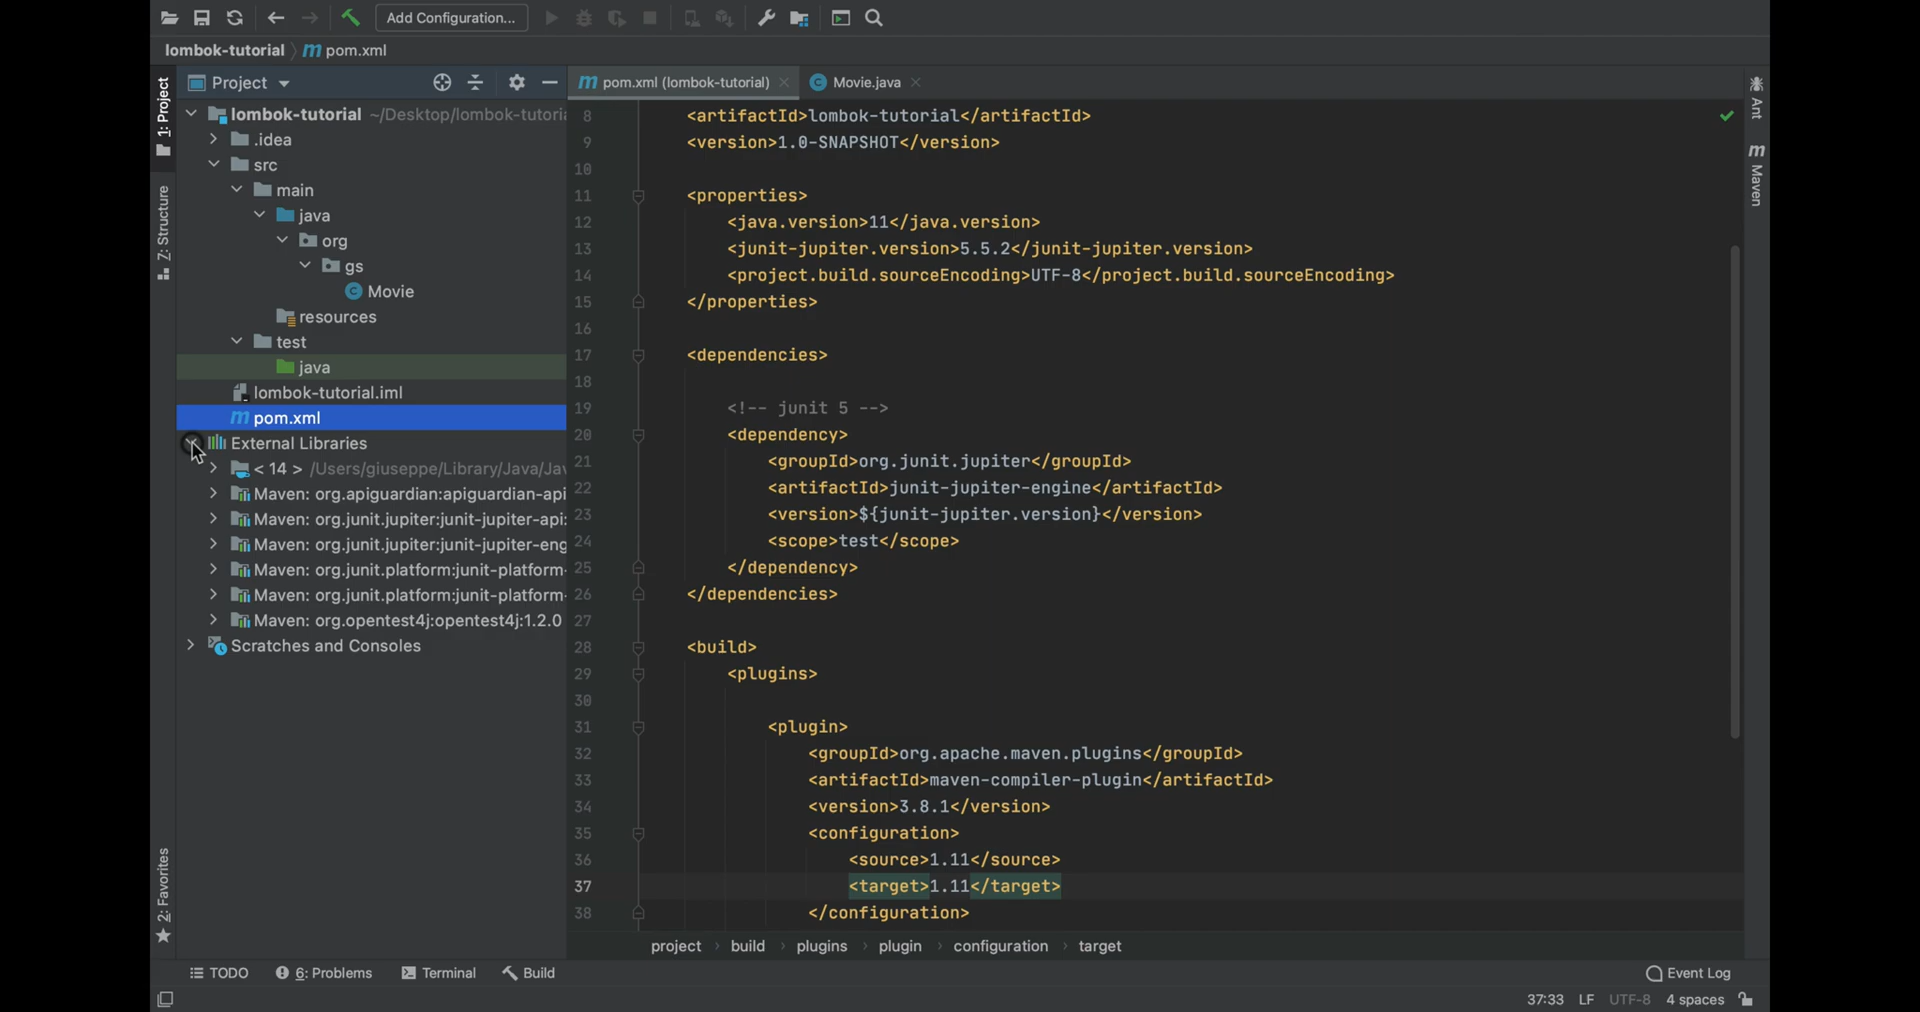 Add Configuration...
lombok-tutorial
pom.xml
Project
pom.xml (lombok-tutorial)
Movie.java
1: Project
Z: Structure
2: Favorites
lombok-tutorial ~/Desktop/lombok-tutoria
.idea
src
main
java
org
gs
Movie
resources
test
java
lombok-tutorial.iml
pom.xml
External Libraries
< 14 > /Users/giuseppe/Library/Java/Jav
Maven: org.apiguardian:apiguardian-api
Maven: org.junit.jupiter:junit-jupiter-api:
Maven: org.junit.jupiter:junit-jupiter-eng
Maven: org.junit.platform:junit-platform-
Maven: org.junit.platform:junit-platform-
Maven: org.opentest4j:opentest4j:1.2.0
Scratches and Consoles
8 <artifactId>lombok-tutorial</artifactId>
9 <version>1.0-SNAPSHOT</version>
10
11 <properties>
12 <java.version>11</java.version>
13 <junit-jupiter.version>5.5.2</junit-jupiter.version>
14 <project.build.sourceEncoding>UTF-8</project.build.sourceEncoding>
15 </properties>
16
17 <dependencies>
18
19 <!-- junit 5 -->
20 <dependency>
21 <groupId>org.junit.jupiter</groupId>
22 <artifactId>junit-jupiter-engine</artifactId>
23 <version>${junit-jupiter.version}</version>
24 <scope>test</scope>
25 </dependency>
26 </dependencies>
27
28 <build>
29 <plugins>
30
31 <plugin>
32 <groupId>org.apache.maven.plugins</groupId>
33 <artifactId>maven-compiler-plugin</artifactId>
34 <version>3.8.1</version>
35 <configuration>
36 <source>1.11</source>
37 <target>1.11</target>
38 </configuration>
Ant
Maven
project › build › plugins › plugin › configuration › target
TODO
6: Problems
Terminal
Build
Event Log
37:33 LF UTF-8 4 spaces